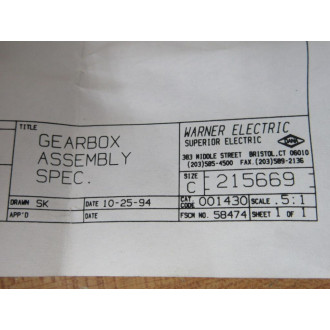 TITLE
GEARBOX
ASSEMBLY
SPEC.
WARNER ELECTRIC
SUPERIOR ELECTRIC
DANA
383 MIDDLE STREET BRISTOL,CT 06010
(203)585-4500 FAX.(203)589-2136
SIZE
C 215669
DRAWN SK DATE 10-25-94 CAT CODE 001430 SCALE .5:1
APP'D DATE FSCM NO. 58474 SHEET 1 OF 1